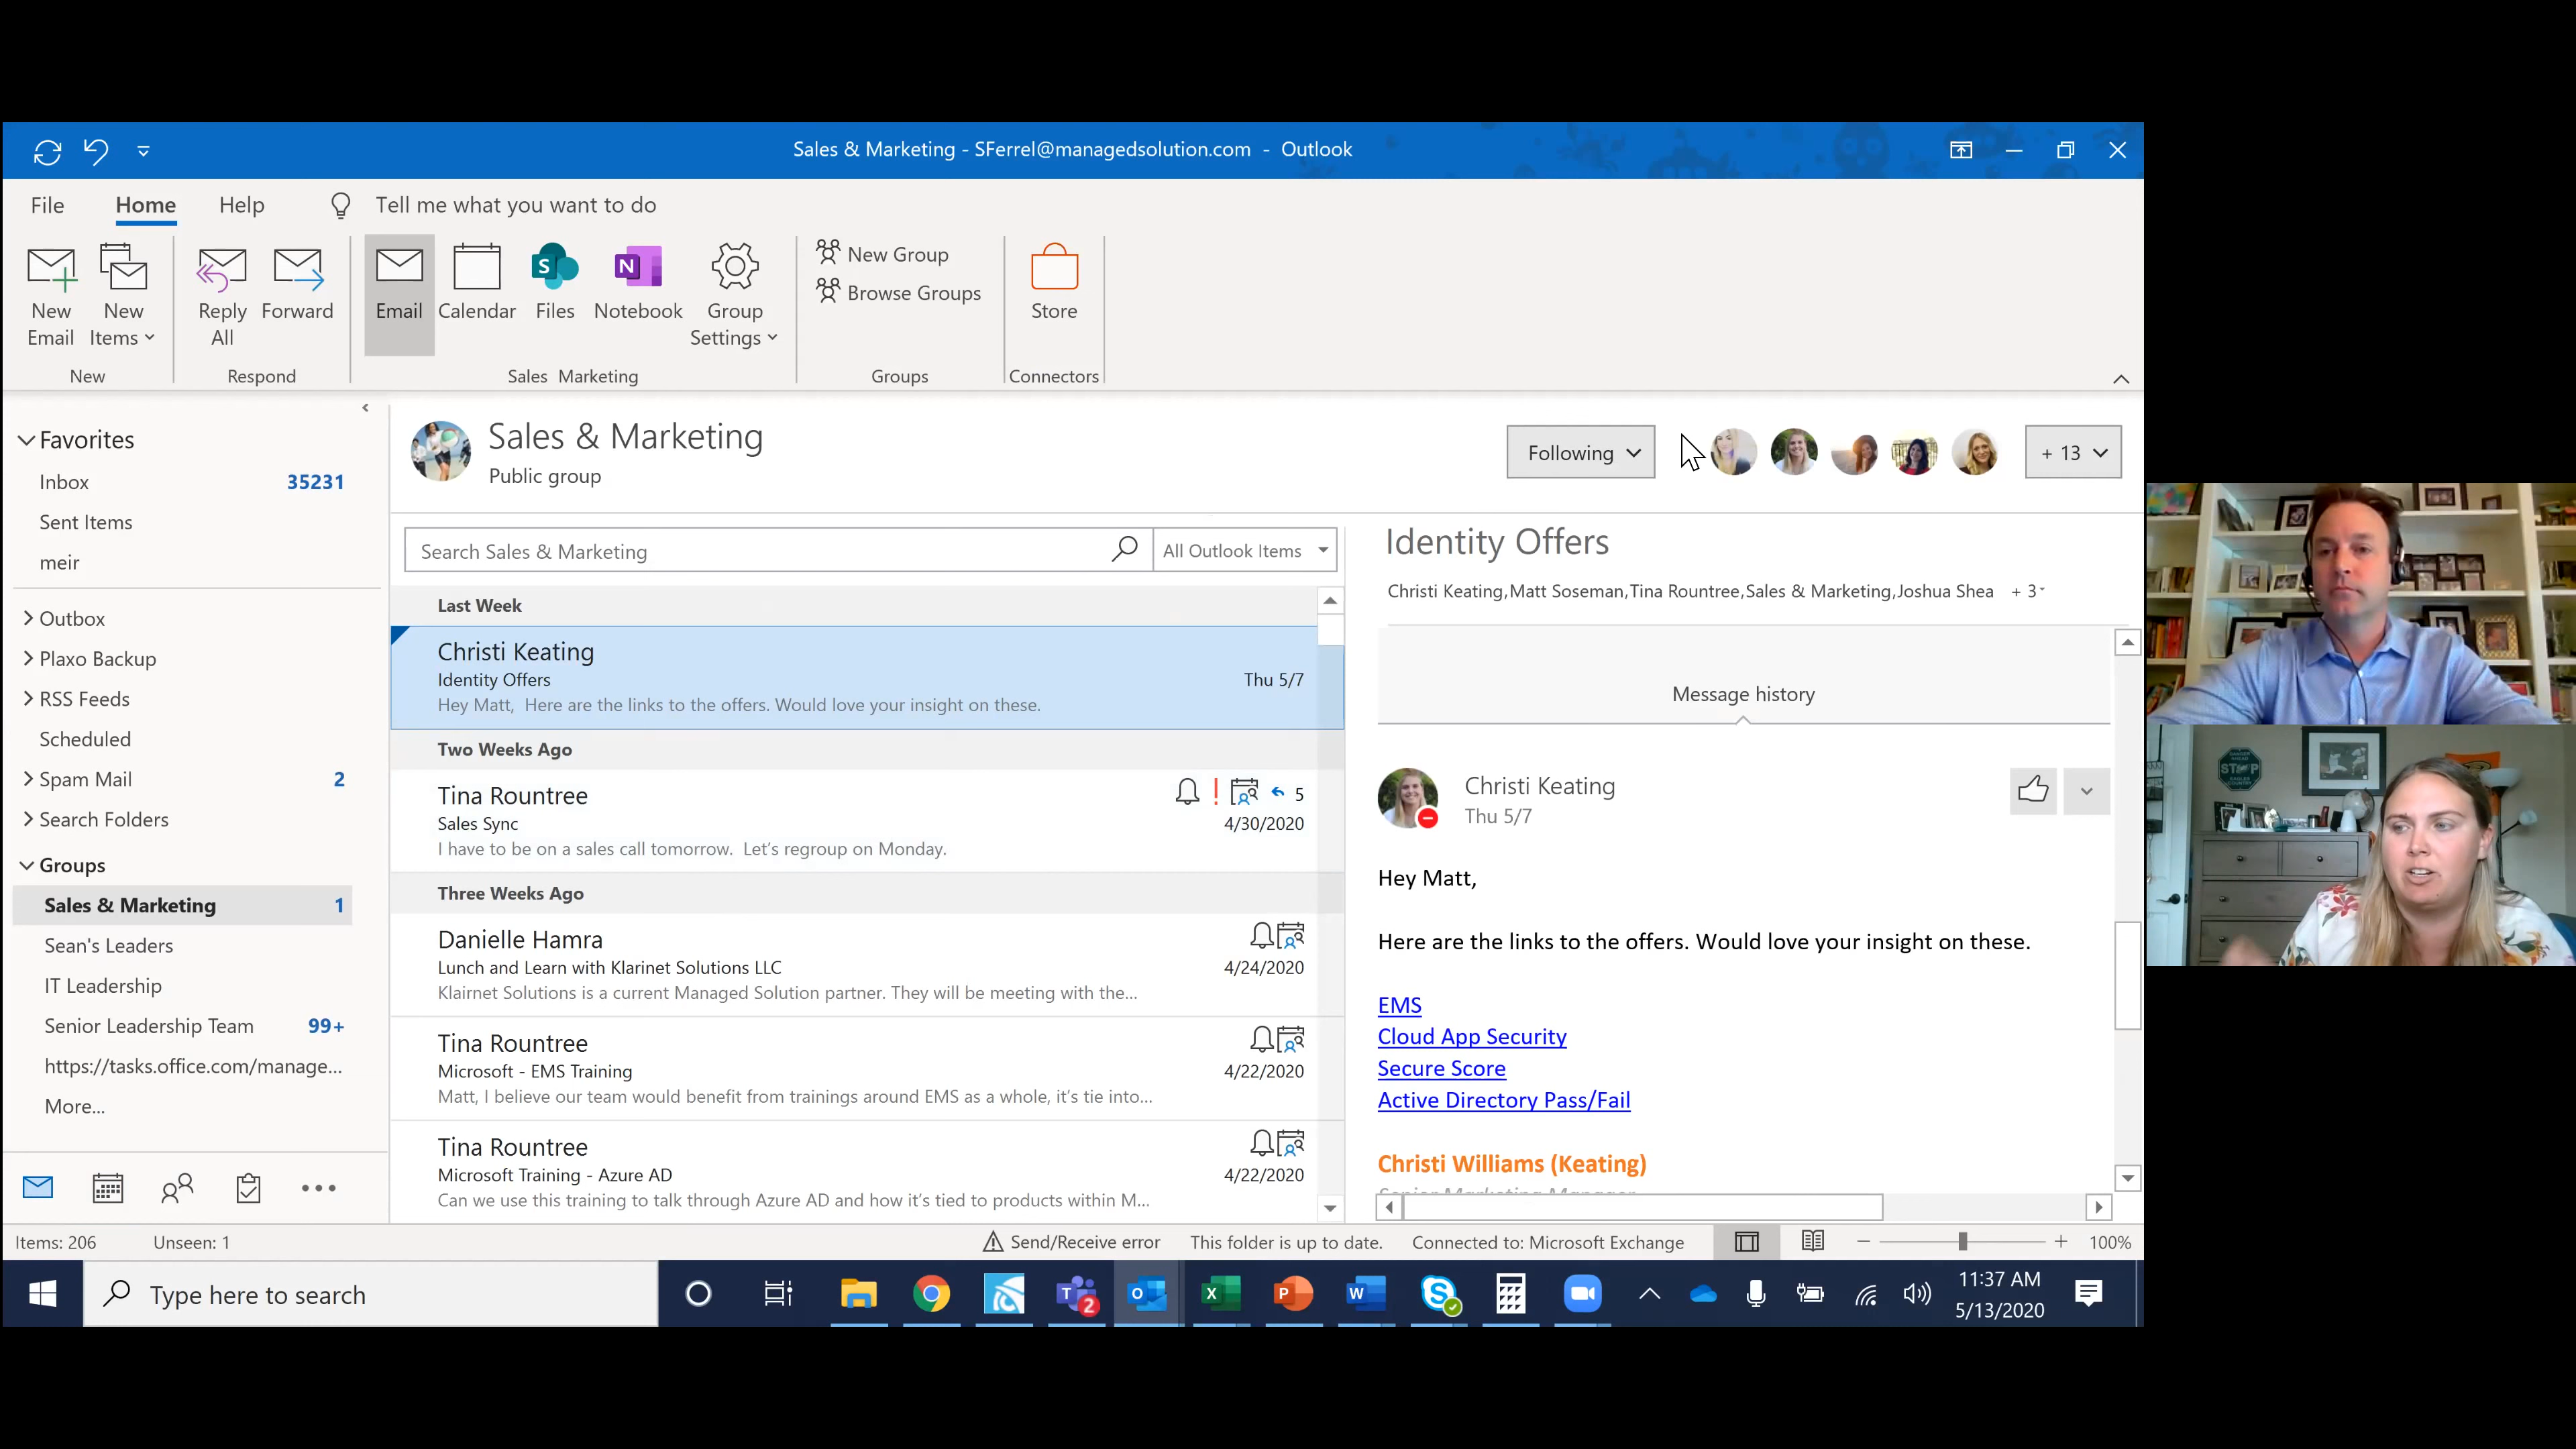 Sales & Marketing - SFerrel@managedsolution.com - Outlook
File Home Help Tell me what you want to do
New Email
New Items
Reply All
Forward
Email
Calendar
Files
Notebook
Group Settings
New Group
Browse Groups
Store
New
Respond
Sales Marketing
Groups
Connectors
Favorites
Inbox 35231
Sent Items
meir
Outbox
Plaxo Backup
RSS Feeds
Scheduled
Spam Mail 2
Search Folders
Groups
Sales & Marketing 1
Sean's Leaders
IT Leadership
Senior Leadership Team 99+
https://tasks.office.com/manage...
More...
Sales & Marketing
Public group
Following
+ 13
Search Sales & Marketing
All Outlook Items
Last Week
Christi Keating
Identity Offers Thu 5/7
Hey Matt, Here are the links to the offers. Would love your insight on these.
Two Weeks Ago
Tina Rountree 5
Sales Sync 4/30/2020
I have to be on a sales call tomorrow. Let's regroup on Monday.
Three Weeks Ago
Danielle Hamra
Lunch and Learn with Klarinet Solutions LLC 4/24/2020
Klairnet Solutions is a current Managed Solution partner. They will be meeting with the...
Tina Rountree
Microsoft - EMS Training 4/22/2020
Matt, I believe our team would benefit from trainings around EMS as a whole, it's tie into...
Tina Rountree
Microsoft Training - Azure AD 4/22/2020
Can we use this training to talk through Azure AD and how it's tied to products within M...
Identity Offers
Christi Keating,Matt Soseman,Tina Rountree,Sales & Marketing,Joshua Shea + 3
Message history
Christi Keating
Thu 5/7
Hey Matt,
Here are the links to the offers. Would love your insight on these.
EMS
Cloud App Security
Secure Score
Active Directory Pass/Fail
Christi Williams (Keating)
Senior Marketing Manager
STOP
Items: 206 Unseen: 1 Send/Receive error This folder is up to date. Connected to: Microsoft Exchange 100%
Type here to search
S
N
T
2
O
X
P
W
S
11:37 AM
5/13/2020